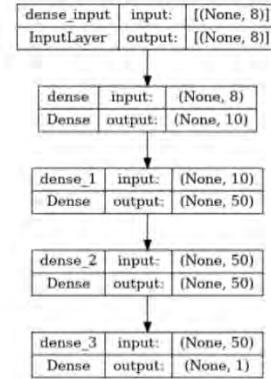 dense_input input: [(None, 8)]
InputLayer output: [(None, 8)]
dense input: (None, 8)
Dense output: (None, 10)
dense_1 input: (None, 10)
Dense output: (None, 50)
dense_2 input: (None, 50)
Dense output: (None, 50)
dense_3 input: (None, 50)
Dense output: (None, 1)